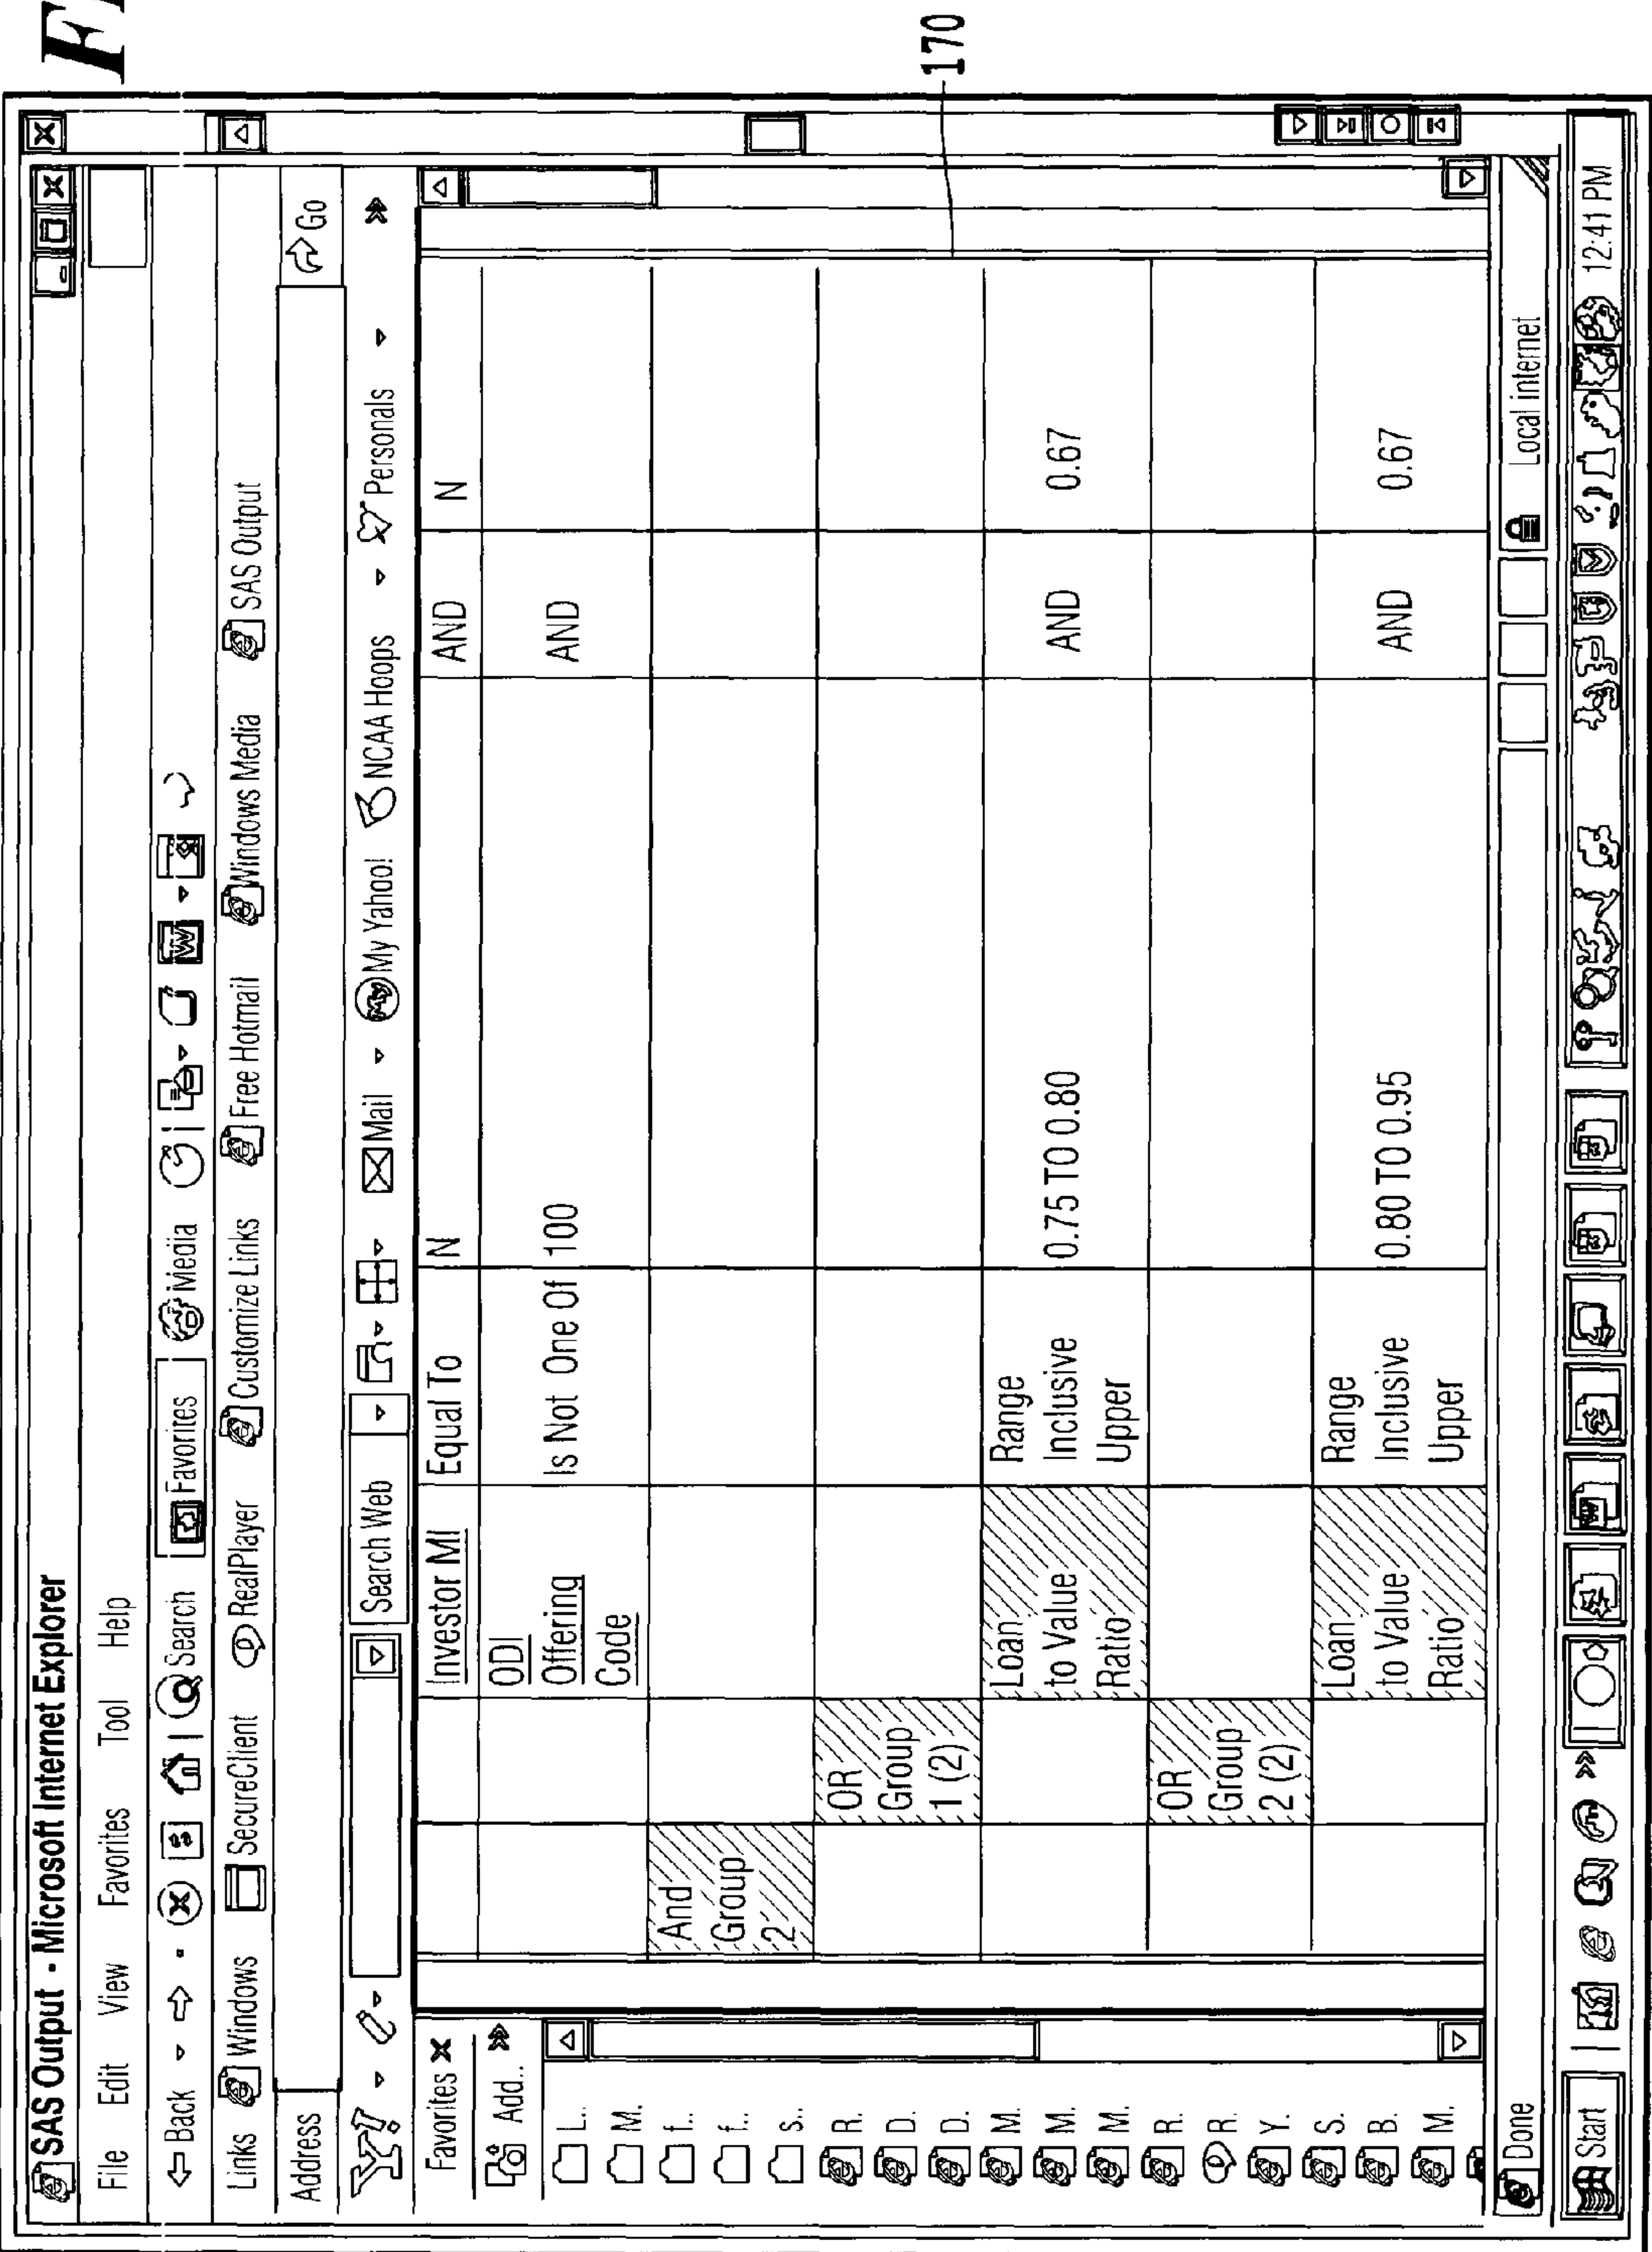 F
SAS Output - Microsoft Internet Explorer
File Edit View Favorites Tool Help
Back Search Favorites Media
Links Windows SecureClient RealPlayer Customize Links Free Hotmail Windows Media SAS Output
Address Go
Y! Search Web Mail My Yahoo! NCAA Hoops Personals
Favorites X
Add..
L..
M.
f..
f..
s..
R.
D.
D.
M.
M.
M.
R.
R.
Y.
S.
B.
M.
Investor MI Equal To N AND N
ODI
Offering Is Not One Of 100 AND
Code
And
Group
2
OR
Group
1 (2)
Loan Range
to Value Inclusive 0.75 TO 0.80 AND 0.67
Ratio Upper
OR
Group
2 (2)
Loan Range
to Value Inclusive 0.80 TO 0.95 AND 0.67
Ratio Upper
170
Done Local internet
Start 12:41 PM